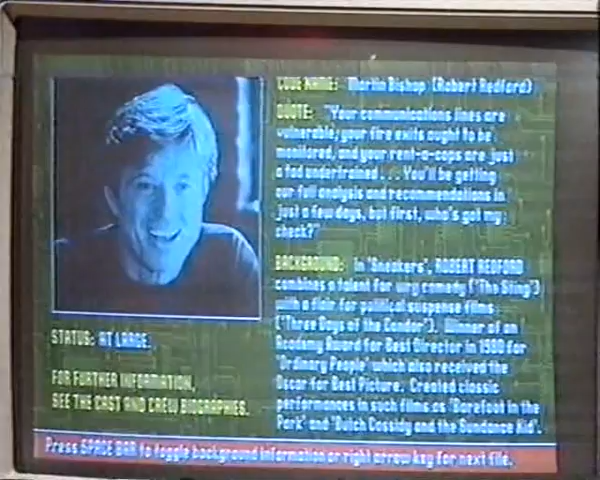 CODE NAME: Martin Bishop (Robert Redford)
QUOTE: "Your communications lines are
vulnerable, your fire exits ought to be
monitored, and your rent-a-cops are just
a tad undertrained. . . You'll be getting
our full analysis and recommendations in
just a few days, but first, who's got my
check?"
BACKGROUND: In 'Sneakers', ROBERT REDFORD
combines a talent for wry comedy ('The Sting')
with a flair for political suspense films
('Three Days of the Condor'). Winner of an
Academy Award for Best Director in 1980 for
'Ordinary People' which also received the
Oscar for Best Picture. Created classic
performances in such films as 'Barefoot in the
Park' and 'Butch Cassidy and the Sundance Kid'.
STATUS: AT LARGE.
FOR FURTHER INFORMATION,
SEE THE CAST AND CREW BIOGRAPHIES.
Press SPACE BAR to toggle background information or right arrow key for next file.